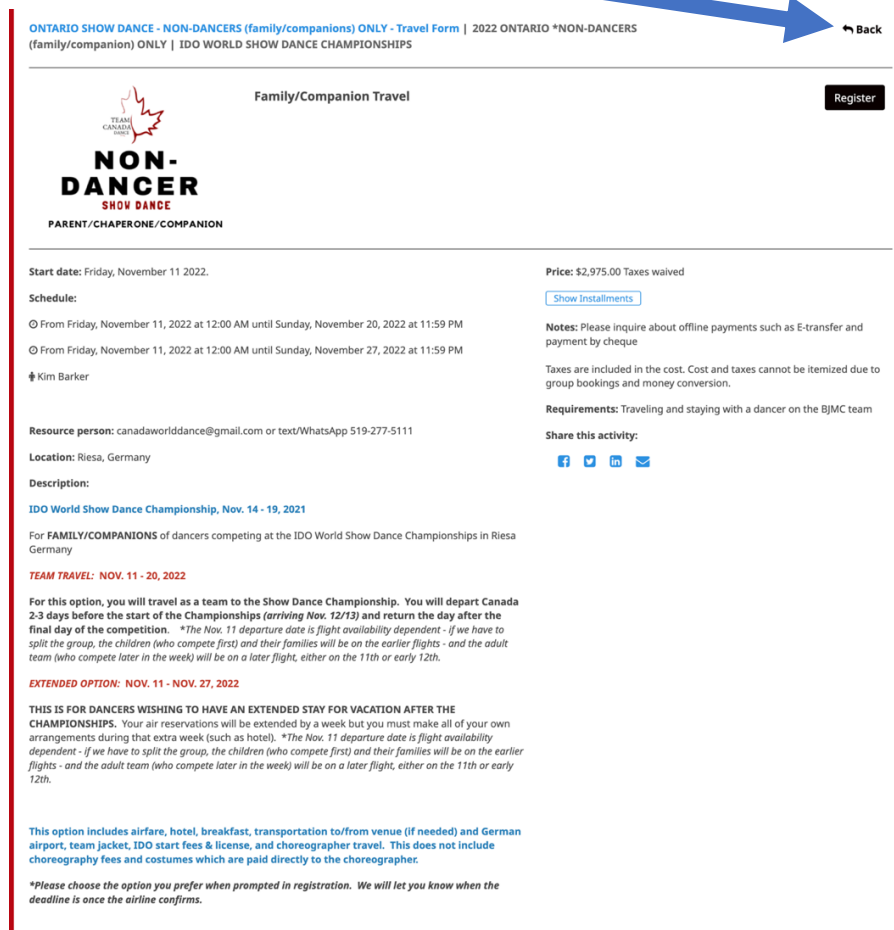 ONTARIO SHOW DANCE - NON-DANCERS (family/companions) ONLY - Travel Form | 2022 ONTARIO *NON-DANCERS
(family/companion) ONLY | IDO WORLD SHOW DANCE CHAMPIONSHIPS
Back
TEAM
CANADA
DANCE
NON-
DANCER
SHOW DANCE
PARENT/CHAPERONE/COMPANION
Family/Companion Travel
Register
Start date: Friday, November 11 2022.
Schedule:
From Friday, November 11, 2022 at 12:00 AM until Sunday, November 20, 2022 at 11:59 PM
From Friday, November 11, 2022 at 12:00 AM until Sunday, November 27, 2022 at 11:59 PM
Kim Barker
Resource person: canadaworlddance@gmail.com or text/WhatsApp 519-277-5111
Location: Riesa, Germany
Description:
IDO World Show Dance Championship, Nov. 14 - 19, 2021
For FAMILY/COMPANIONS of dancers competing at the IDO World Show Dance Championships in Riesa
Germany
TEAM TRAVEL: NOV. 11 - 20, 2022
For this option, you will travel as a team to the Show Dance Championship. You will depart Canada
2-3 days before the start of the Championships (arriving Nov. 12/13) and return the day after the
final day of the competition. *The Nov. 11 departure date is flight availability dependent - if we have to
split the group, the children (who compete first) and their families will be on the earlier flights - and the adult
team (who compete later in the week) will be on a later flight, either on the 11th or early 12th.
EXTENDED OPTION: NOV. 11 - NOV. 27, 2022
THIS IS FOR DANCERS WISHING TO HAVE AN EXTENDED STAY FOR VACATION AFTER THE
CHAMPIONSHIPS. Your air reservations will be extended by a week but you must make all of your own
arrangements during that extra week (such as hotel). *The Nov. 11 departure date is flight availability
dependent - if we have to split the group, the children (who compete first) and their families will be on the earlier
flights - and the adult team (who compete later in the week) will be on a later flight, either on the 11th or early
12th.
This option includes airfare, hotel, breakfast, transportation to/from venue (if needed) and German
airport, team jacket, IDO start fees & license, and choreographer travel. This does not include
choreography fees and costumes which are paid directly to the choreographer.
*Please choose the option you prefer when prompted in registration. We will let you know when the
deadline is once the airline confirms.
Price: $2,975.00 Taxes waived
Show Installments
Notes: Please inquire about offline payments such as E-transfer and
payment by cheque
Taxes are included in the cost. Cost and taxes cannot be itemized due to
group bookings and money conversion.
Requirements: Traveling and staying with a dancer on the BJMC team
Share this activity: